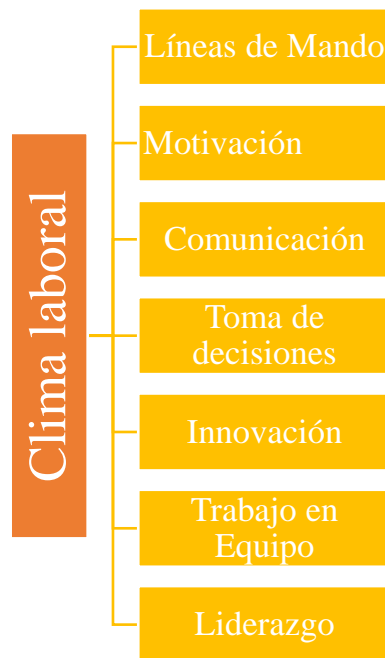 Clima laboral
Líneas de Mando
Motivación
Comunicación
Toma de
decisiones
Innovación
Trabajo en
Equipo
Liderazgo